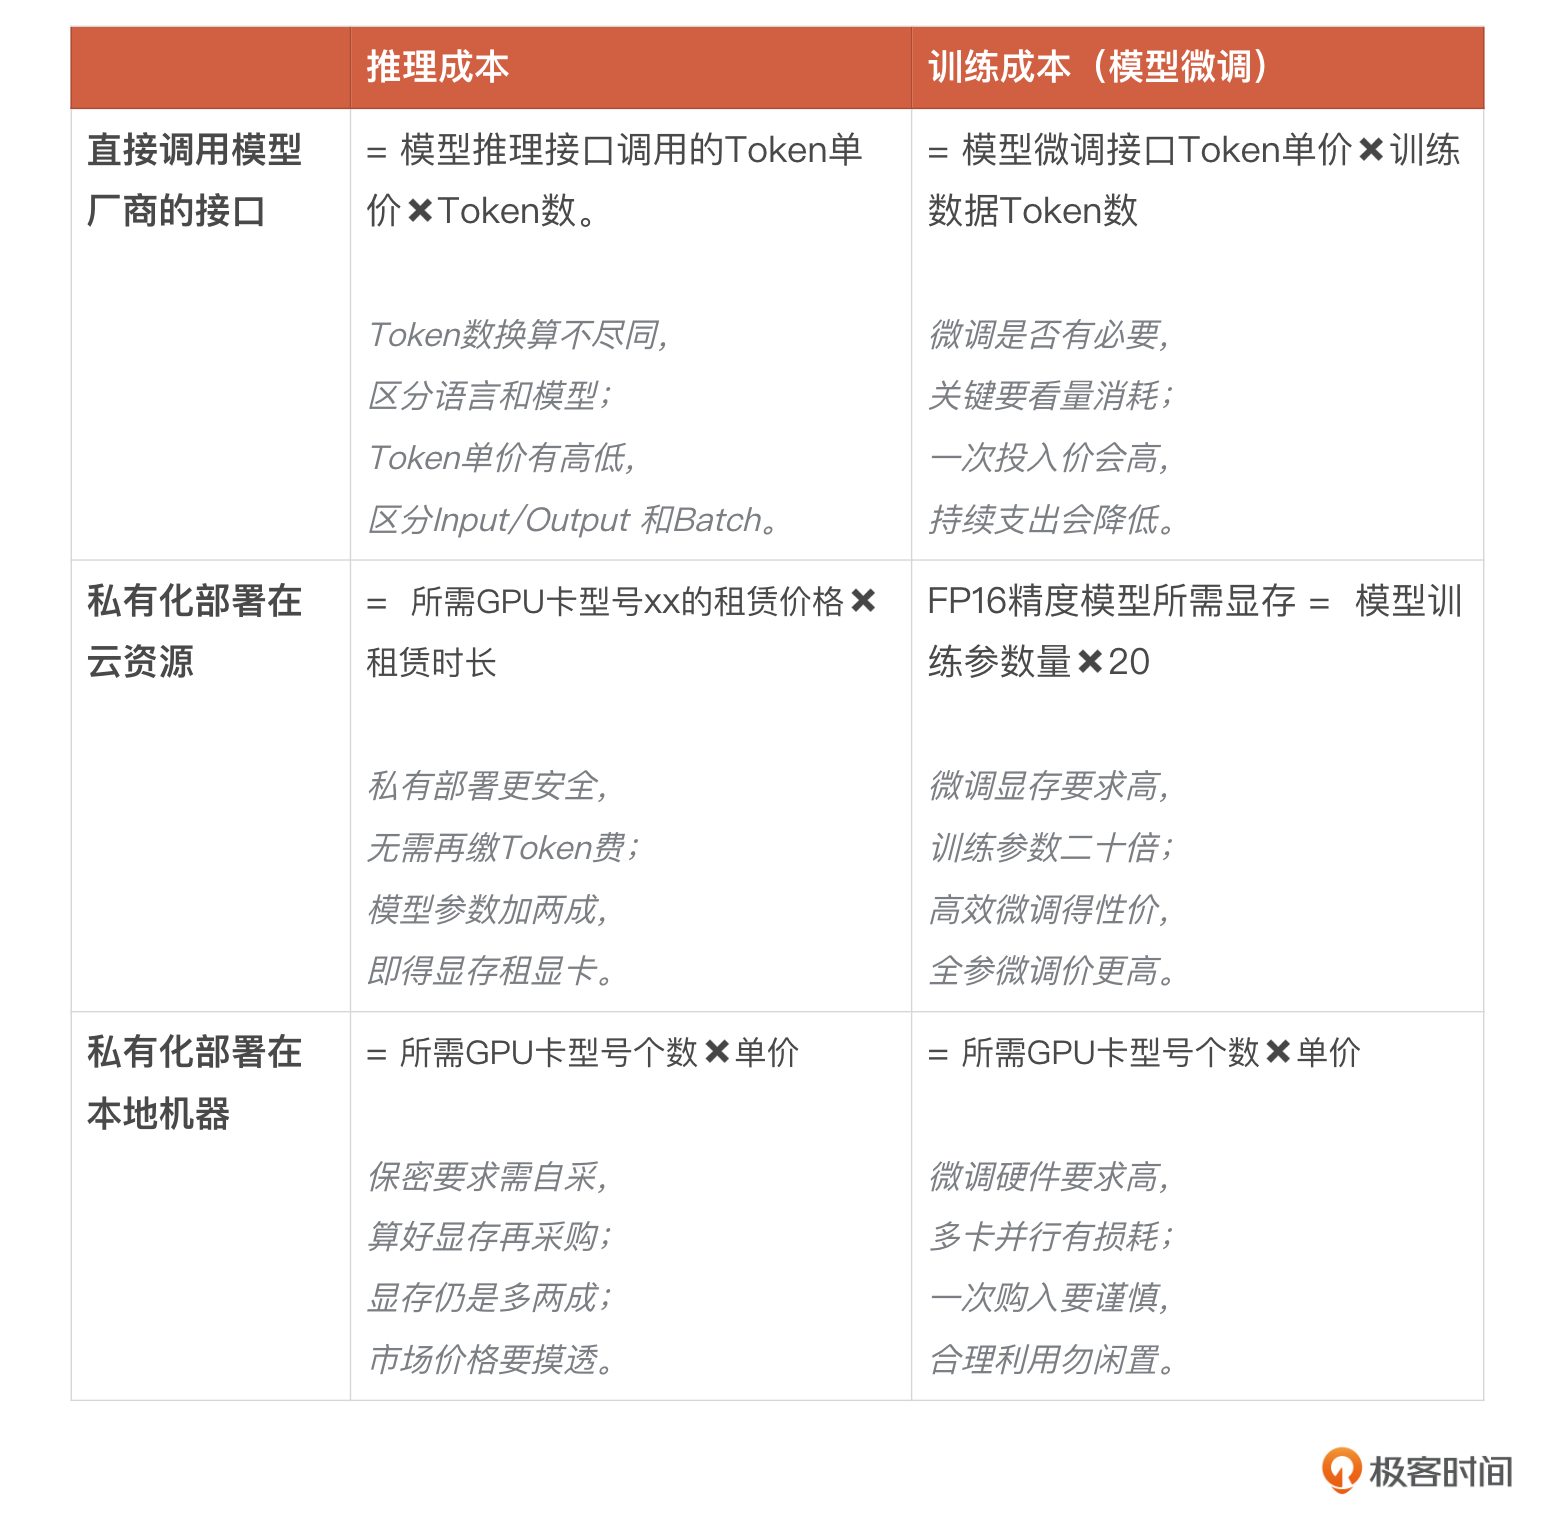 推理成本
训练成本（模型微调）
直接调用模型
厂商的接口
= 模型推理接口调用的Token单
价✖Token数。
Token数换算不尽同，
区分语言和模型；
Token单价有高低，
区分Input/Output 和Batch。
= 模型微调接口Token单价✖训练
数据Token数
微调是否有必要，
关键要看量消耗；
一次投入价会高，
持续支出会降低。
私有化部署在
云资源
= 所需GPU卡型号xx的租赁价格✖
租赁时长
私有部署更安全，
无需再缴Token费；
模型参数加两成，
即得显存租显卡。
FP16精度模型所需显存 = 模型训
练参数量✖20
微调显存要求高，
训练参数二十倍；
高效微调得性价，
全参微调价更高。
私有化部署在
本地机器
= 所需GPU卡型号个数✖单价
保密要求需自采，
算好显存再采购；
显存仍是多两成；
市场价格要摸透。
= 所需GPU卡型号个数✖单价
微调硬件要求高，
多卡并行有损耗；
一次购入要谨慎，
合理利用勿闲置。
极客时间